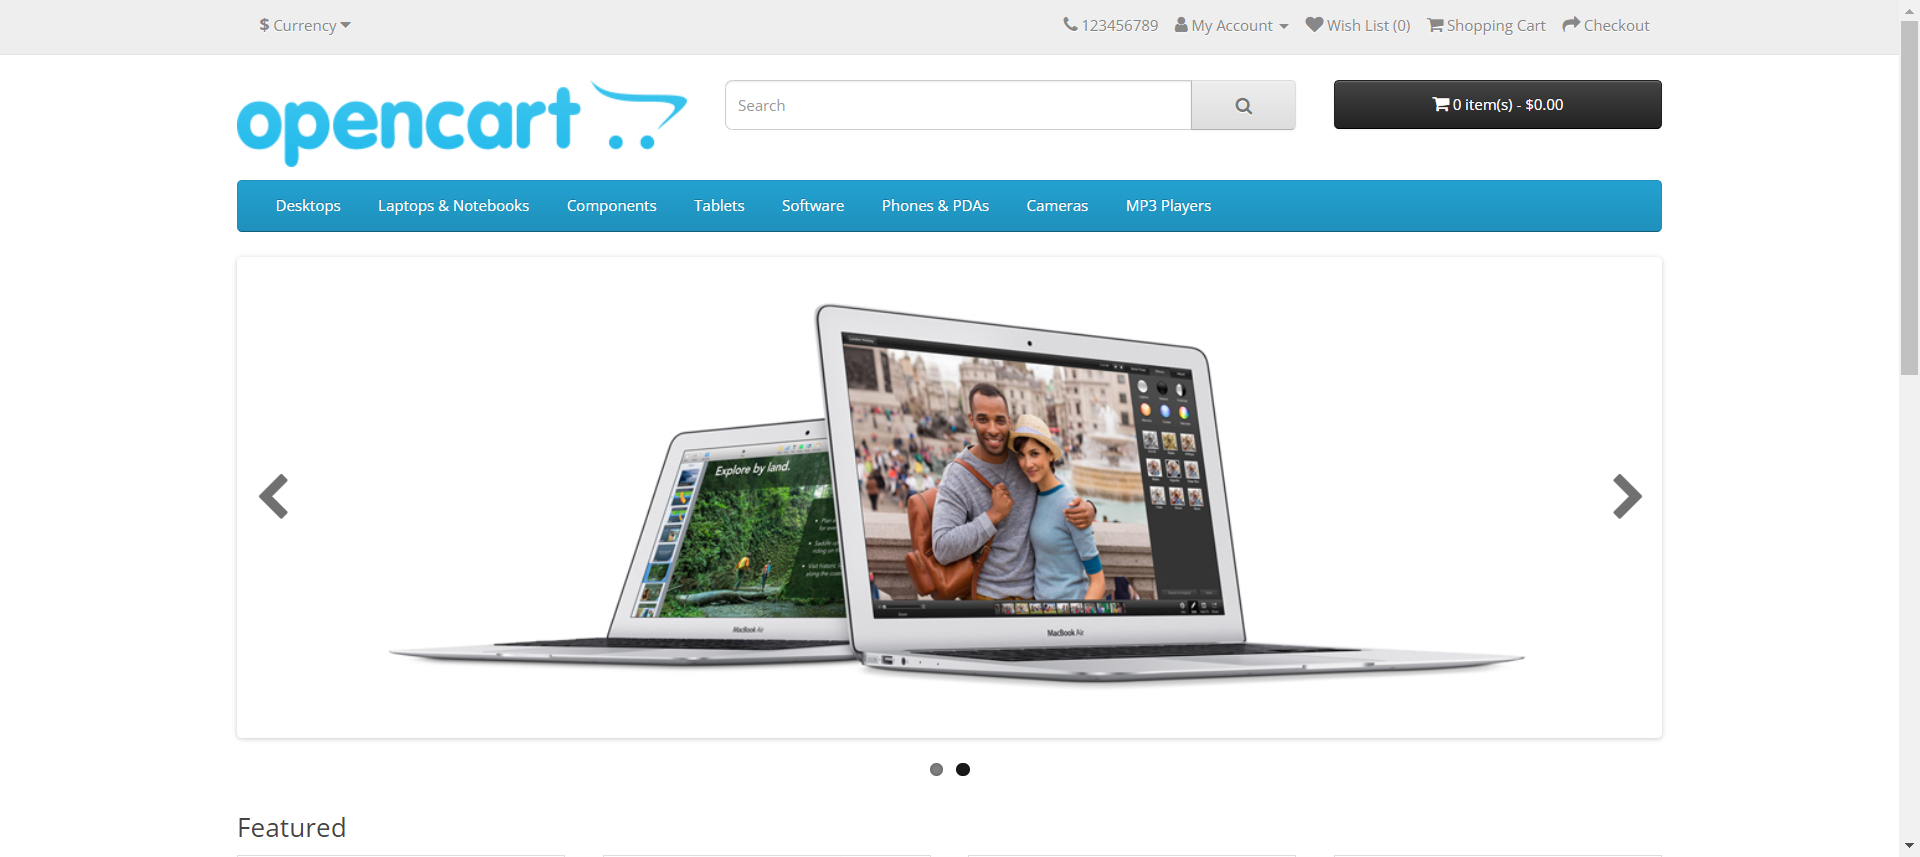 $ Currency
123456789 My Account Wish List (0) Shopping Cart Checkout
opencart
Search
0 item(s) - $0.00
Desktops Laptops & Notebooks Components Tablets Software Phones & PDAs Cameras MP3 Players
Explore by land.
MacBook Air
MacBook Air
Featured